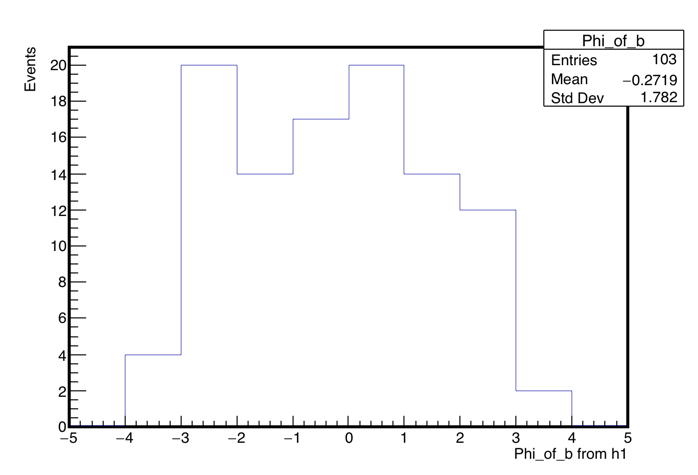 Phi_of_b
Entries 103
Mean −0.2719
Std Dev 1.782
Events
20
18
16
14
12
10
8
6
4
2
0
−5 −4 −3 −2 −1 0 1 2 3 4 5
Phi_of_b from h1